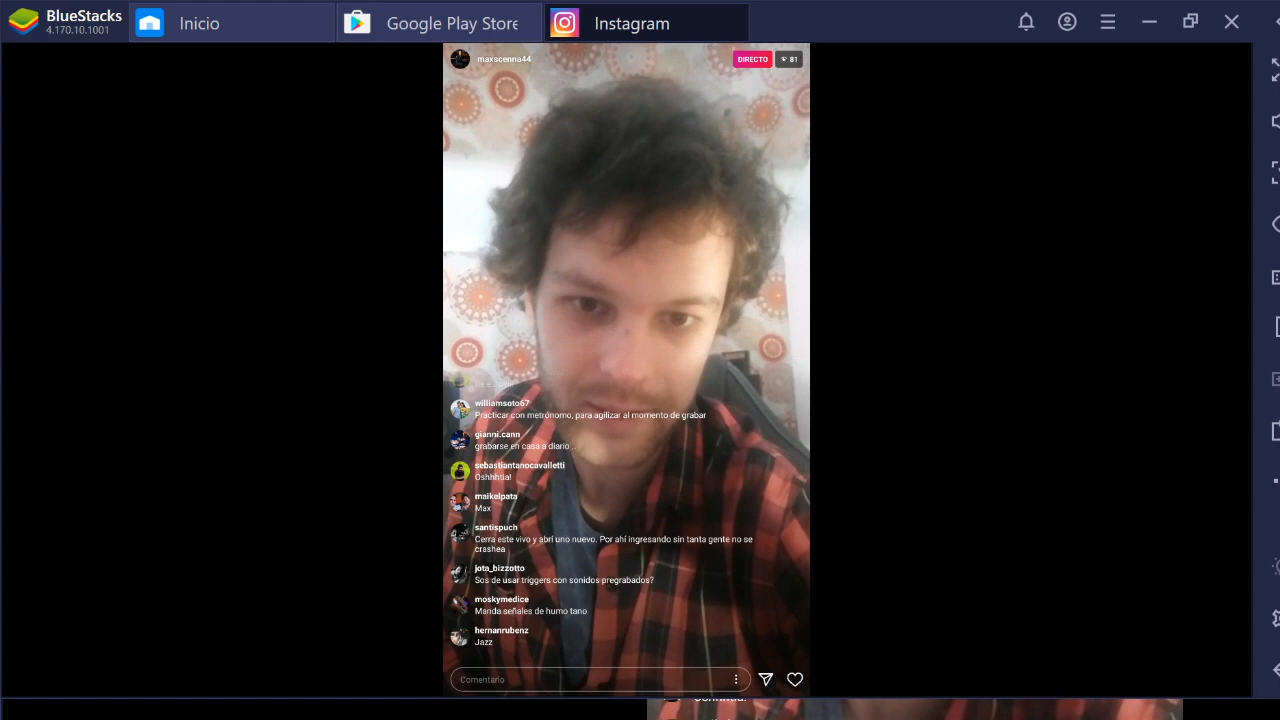 BlueStacks
4.170.10.1001
Inicio
Google Play Store
Instagram
maxscenna44
DIRECTO
81
williamsoto67
Practicar con metrónomo, para agilizar al momento de grabar
gianni.cann
grabarse en casa a diario ..
sebastiantanocavalletti
Oshhhtia!
maikelpata
Max
santispuch
Cerra este vivo y abrí uno nuevo. Por ahí ingresando sin tanta gente no se
crashea
jota_bizzotto
Sos de usar triggers con sonidos pregrabados?
moskymedice
Manda señales de humo tano
hernanrubenz
Jazz
Comentario